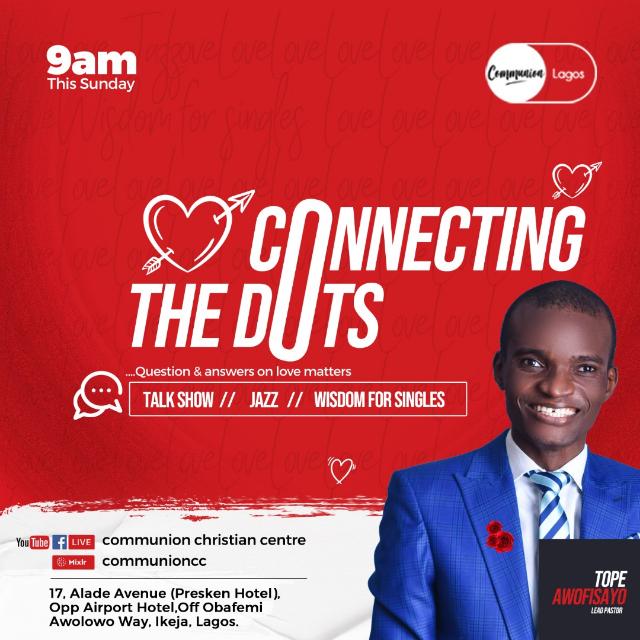 9am
This Sunday
Communion Lagos
CONNECTING
THE DOTS
....Question & answers on love matters
TALK SHOW // JAZZ // WISDOM FOR SINGLES
YouTube f LIVE communion christian centre
Mixlr communioncc
17, Alade Avenue (Presken Hotel),
Opp Airport Hotel,Off Obafemi
Awolowo Way, Ikeja, Lagos.
TOPE
AWOFISAYO
LEAD PASTOR